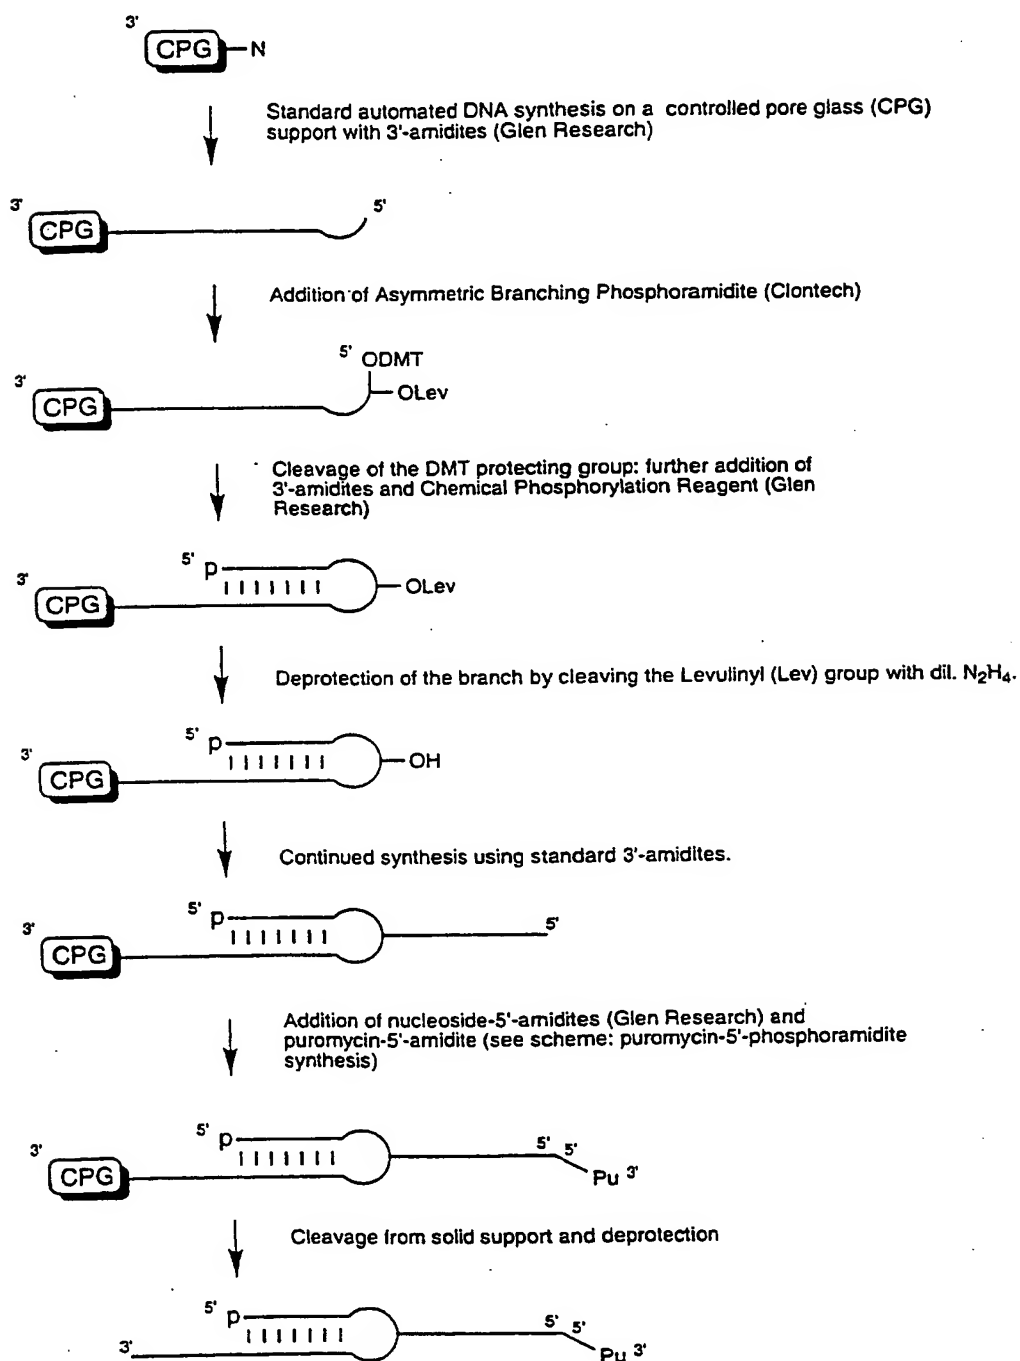 3'
CPG N
Standard automated DNA synthesis on a controlled pore glass (CPG)
support with 3'-amidites (Glen Research)
3' 5'
CPG
Addition of Asymmetric Branching Phosphoramidite (Clontech)
5' ODMT
3' OLev
CPG
Cleavage of the DMT protecting group: further addition of
3'-amidites and Chemical Phosphorylation Reagent (Glen
Research)
5' p
3' OLev
CPG
Deprotection of the branch by cleaving the Levulinyl (Lev) group with dil. N₂H₄.
5' p
3' OH
CPG
Continued synthesis using standard 3'-amidites.
5' p 5'
3'
CPG
Addition of nucleoside-5'-amidites (Glen Research) and
puromycin-5'-amidite (see scheme: puromycin-5'-phosphoramidite
synthesis)
5' p 5' 5'
3' Pu 3'
CPG
Cleavage from solid support and deprotection
5' p 5' 5'
3' Pu 3'